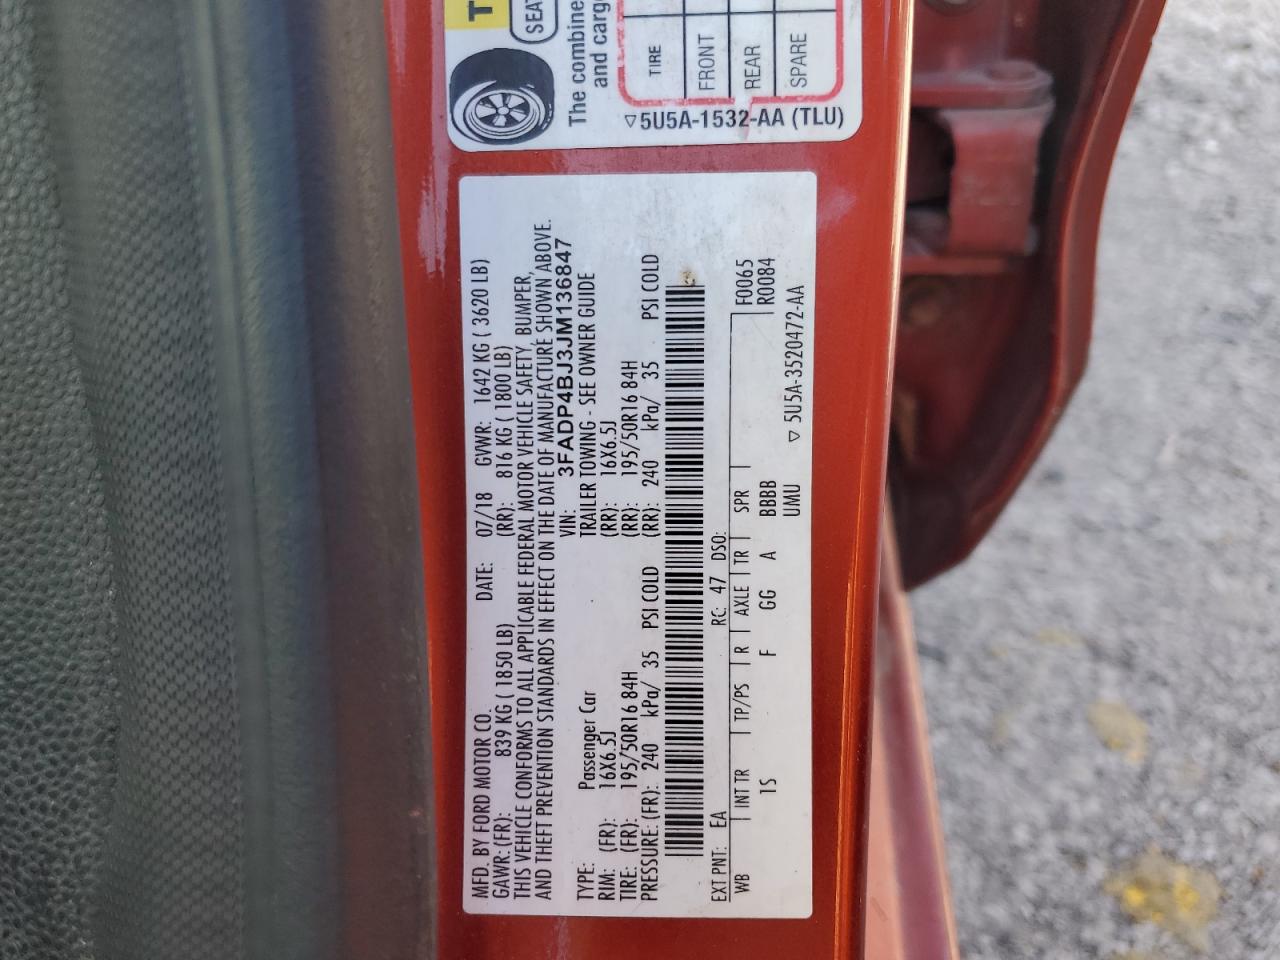 T
SEAT
The combine
and cargo
TIRE
FRONT
REAR
SPARE
▽5U5A-1532-AA (TLU)
MFD. BY FORD MOTOR CO. DATE: 07/18 GVWR: 1642 KG ( 3620 LB)
GAWR: (FR): 839 KG ( 1850 LB) (RR): 816 KG ( 1800 LB)
THIS VEHICLE CONFORMS TO ALL APPLICABLE FEDERAL MOTOR VEHICLE SAFETY, BUMPER,
AND THEFT PREVENTION STANDARDS IN EFFECT ON THE DATE OF MANUFACTURE SHOWN ABOVE.
VIN: 3FADP4BJ3JM136847
TYPE: Passenger Car TRAILER TOWING - SEE OWNER GUIDE
RIM: (FR): 16X6.5J (RR): 16X6.5J
TIRE: (FR): 195/50R16 84H (RR): 195/50R16 84H
PRESSURE: (FR): 240 kPa/ 35 PSI COLD (RR): 240 kPa/ 35 PSI COLD
EXT PNT: EA RC: 47 DSO: F0065
WB INT TR TP/PS R AXLE TR SPR R0084
1S F GG A BBBB
UMU
▽ 5U5A-3520472-AA